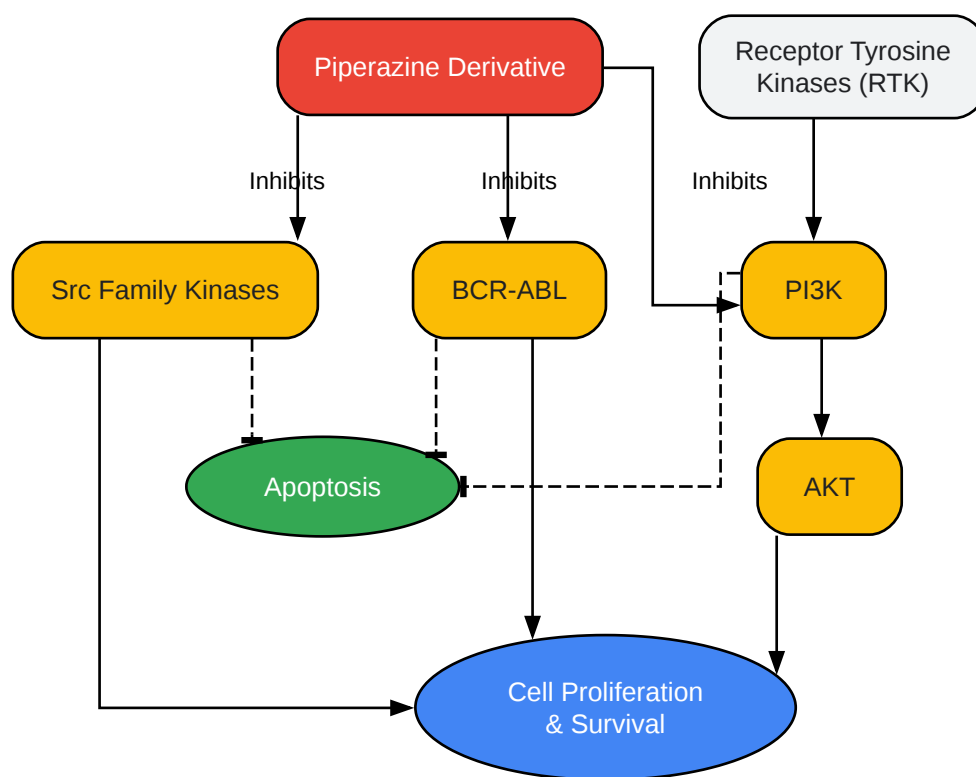 Piperazine Derivative
Receptor Tyrosine
Kinases (RTK)
Inhibits
Inhibits
Inhibits
Src Family Kinases
BCR-ABL
PI3K
Apoptosis
AKT
Cell Proliferation
& Survival